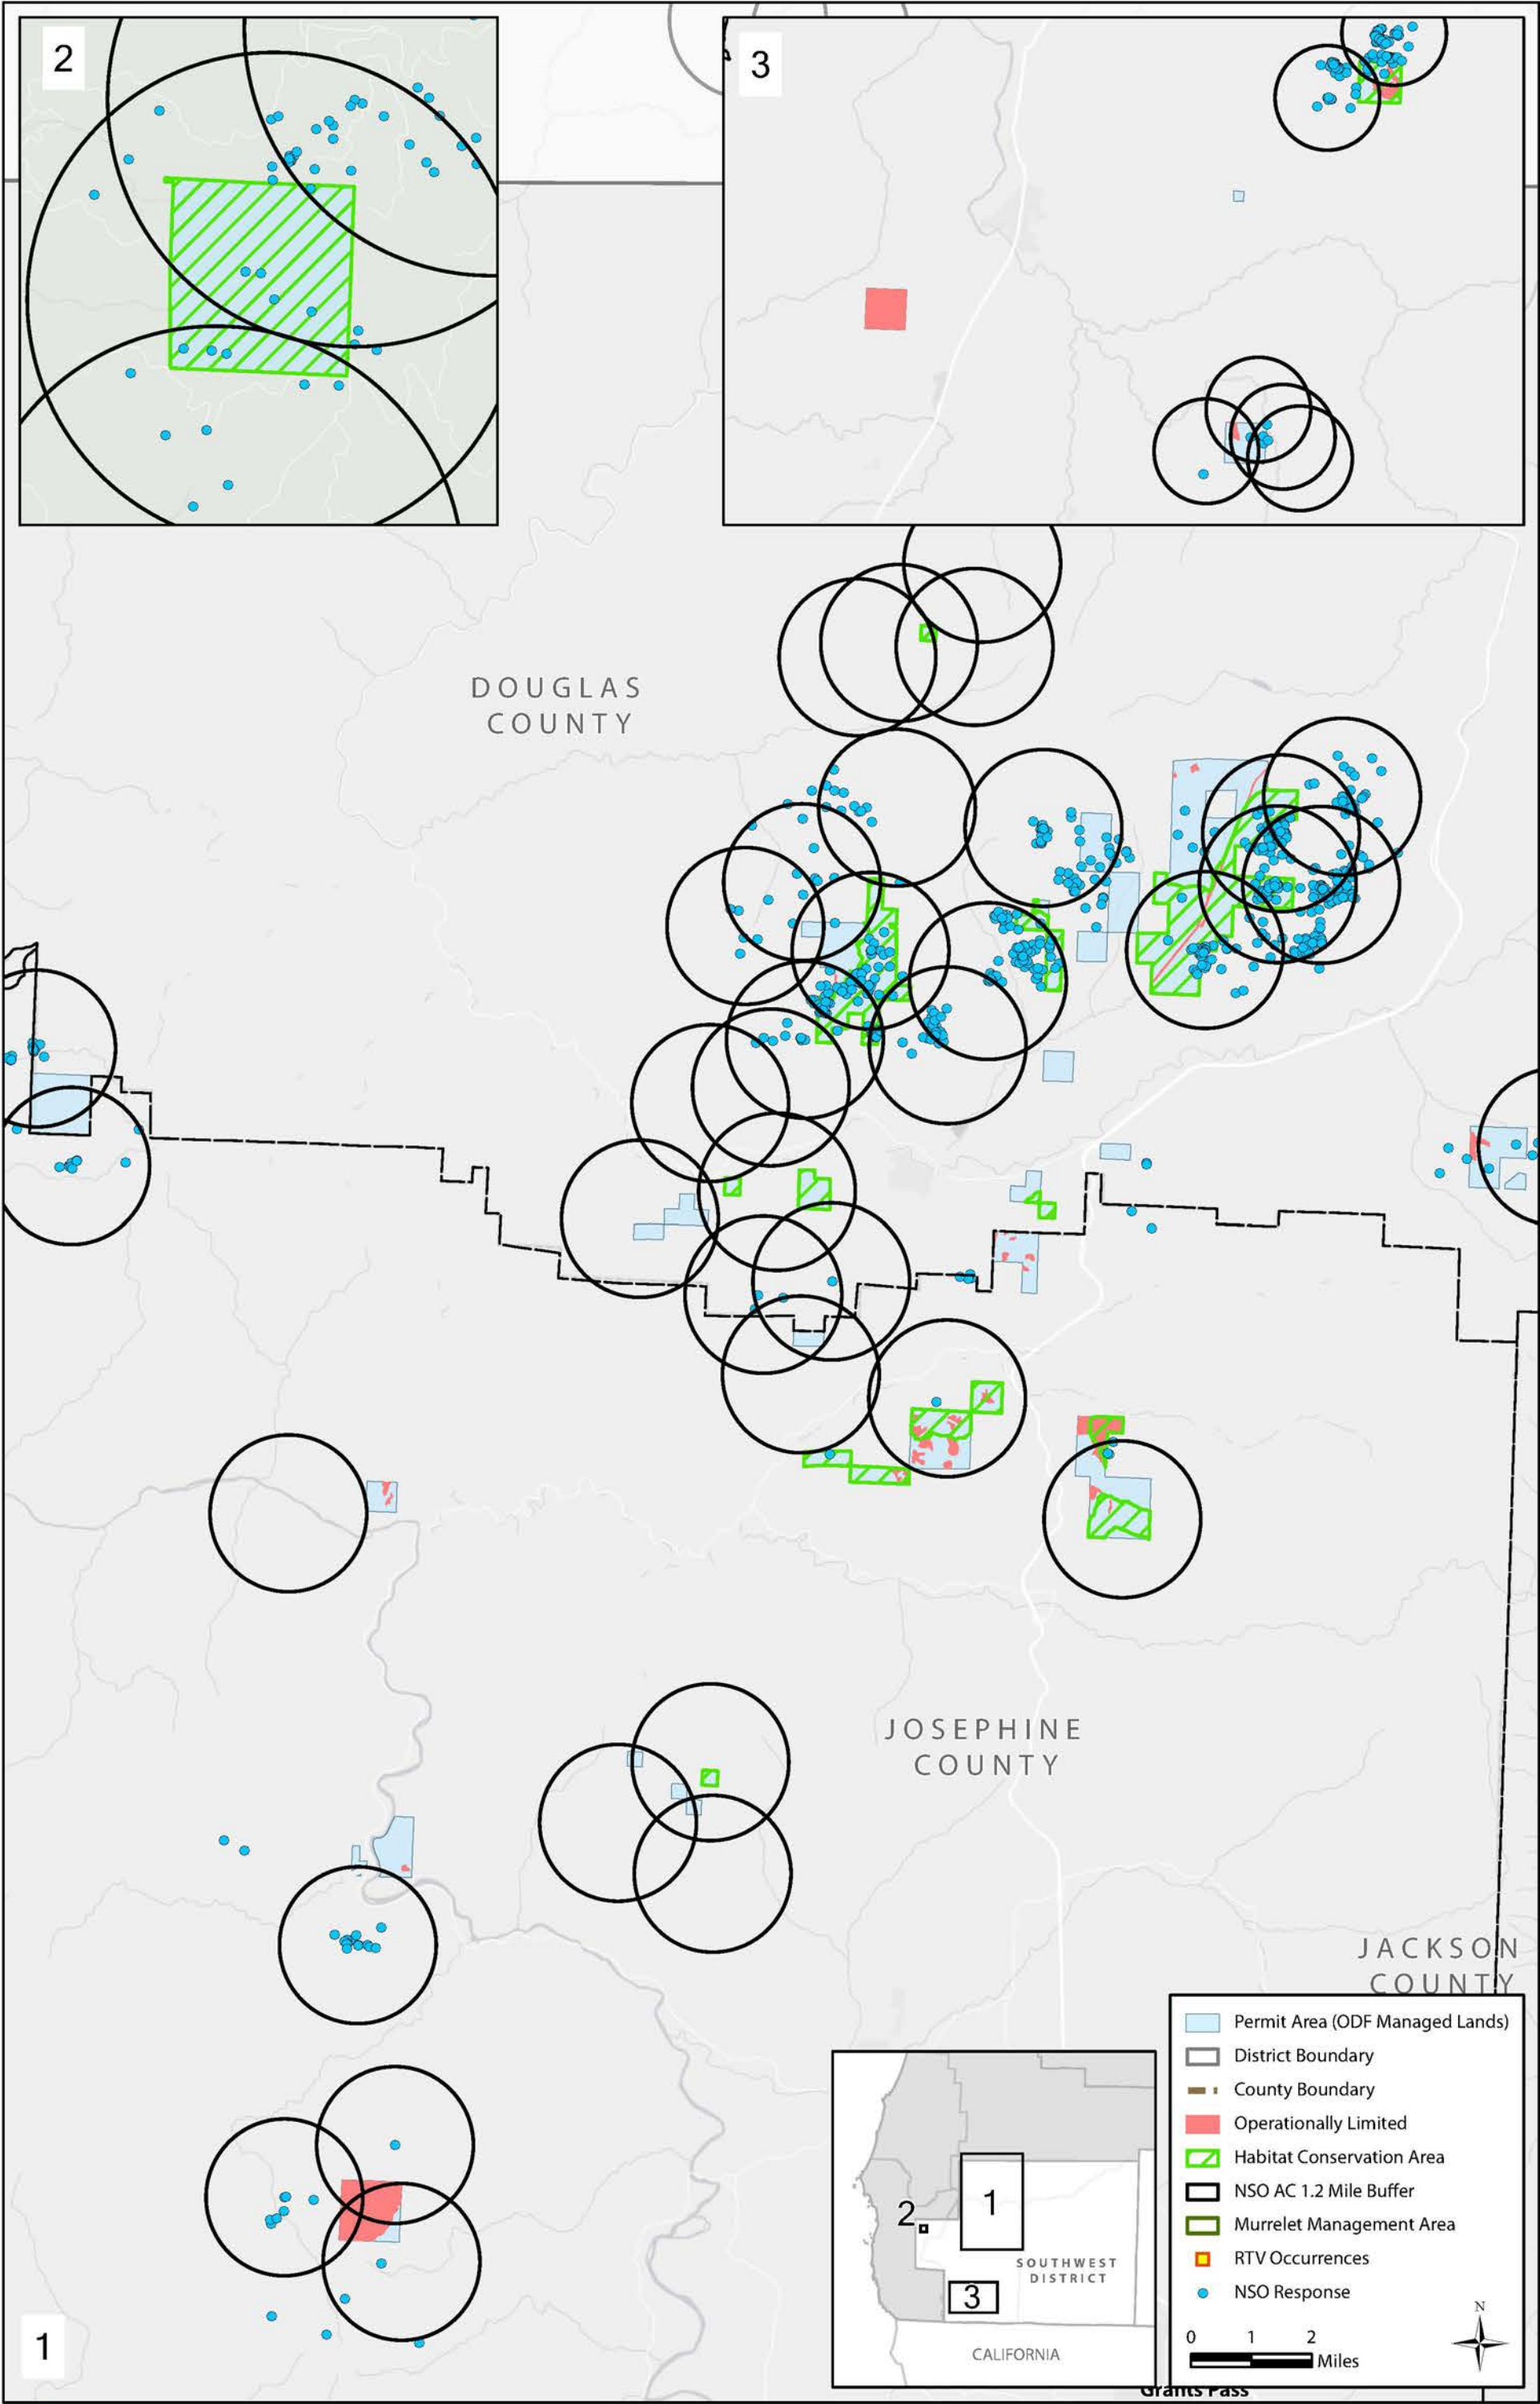 2
3
DOUGLAS
COUNTY
JOSEPHINE
COUNTY
JACKSON
COUNTY
Permit Area (ODF Managed Lands)
District Boundary
County Boundary
Operationally Limited
Habitat Conservation Area
NSO AC 1.2 Mile Buffer
Murrelet Management Area
RTV Occurrences
NSO Response
N
0 1 2
Miles
1
2
3
SOUTHWEST
DISTRICT
CALIFORNIA
1
Grants Pass